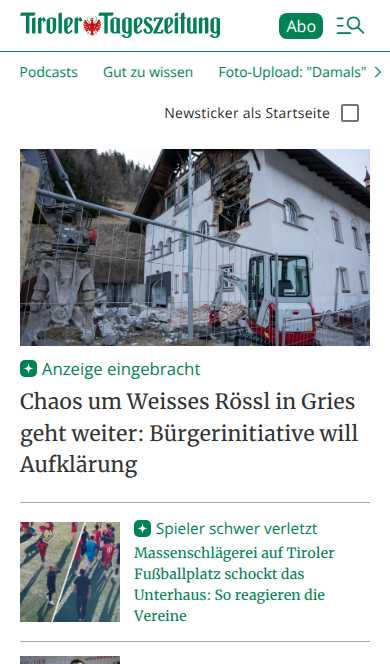 Tiroler Tageszeitung
Abo
Podcasts Gut zu wissen Foto-Upload: "Damals"
Newsticker als Startseite
Anzeige eingebracht
Chaos um Weisses Rössl in Gries
geht weiter: Bürgerinitiative will
Aufklärung
Spieler schwer verletzt
Massenschlägerei auf Tiroler
Fußballplatz schockt das
Unterhaus: So reagieren die
Vereine